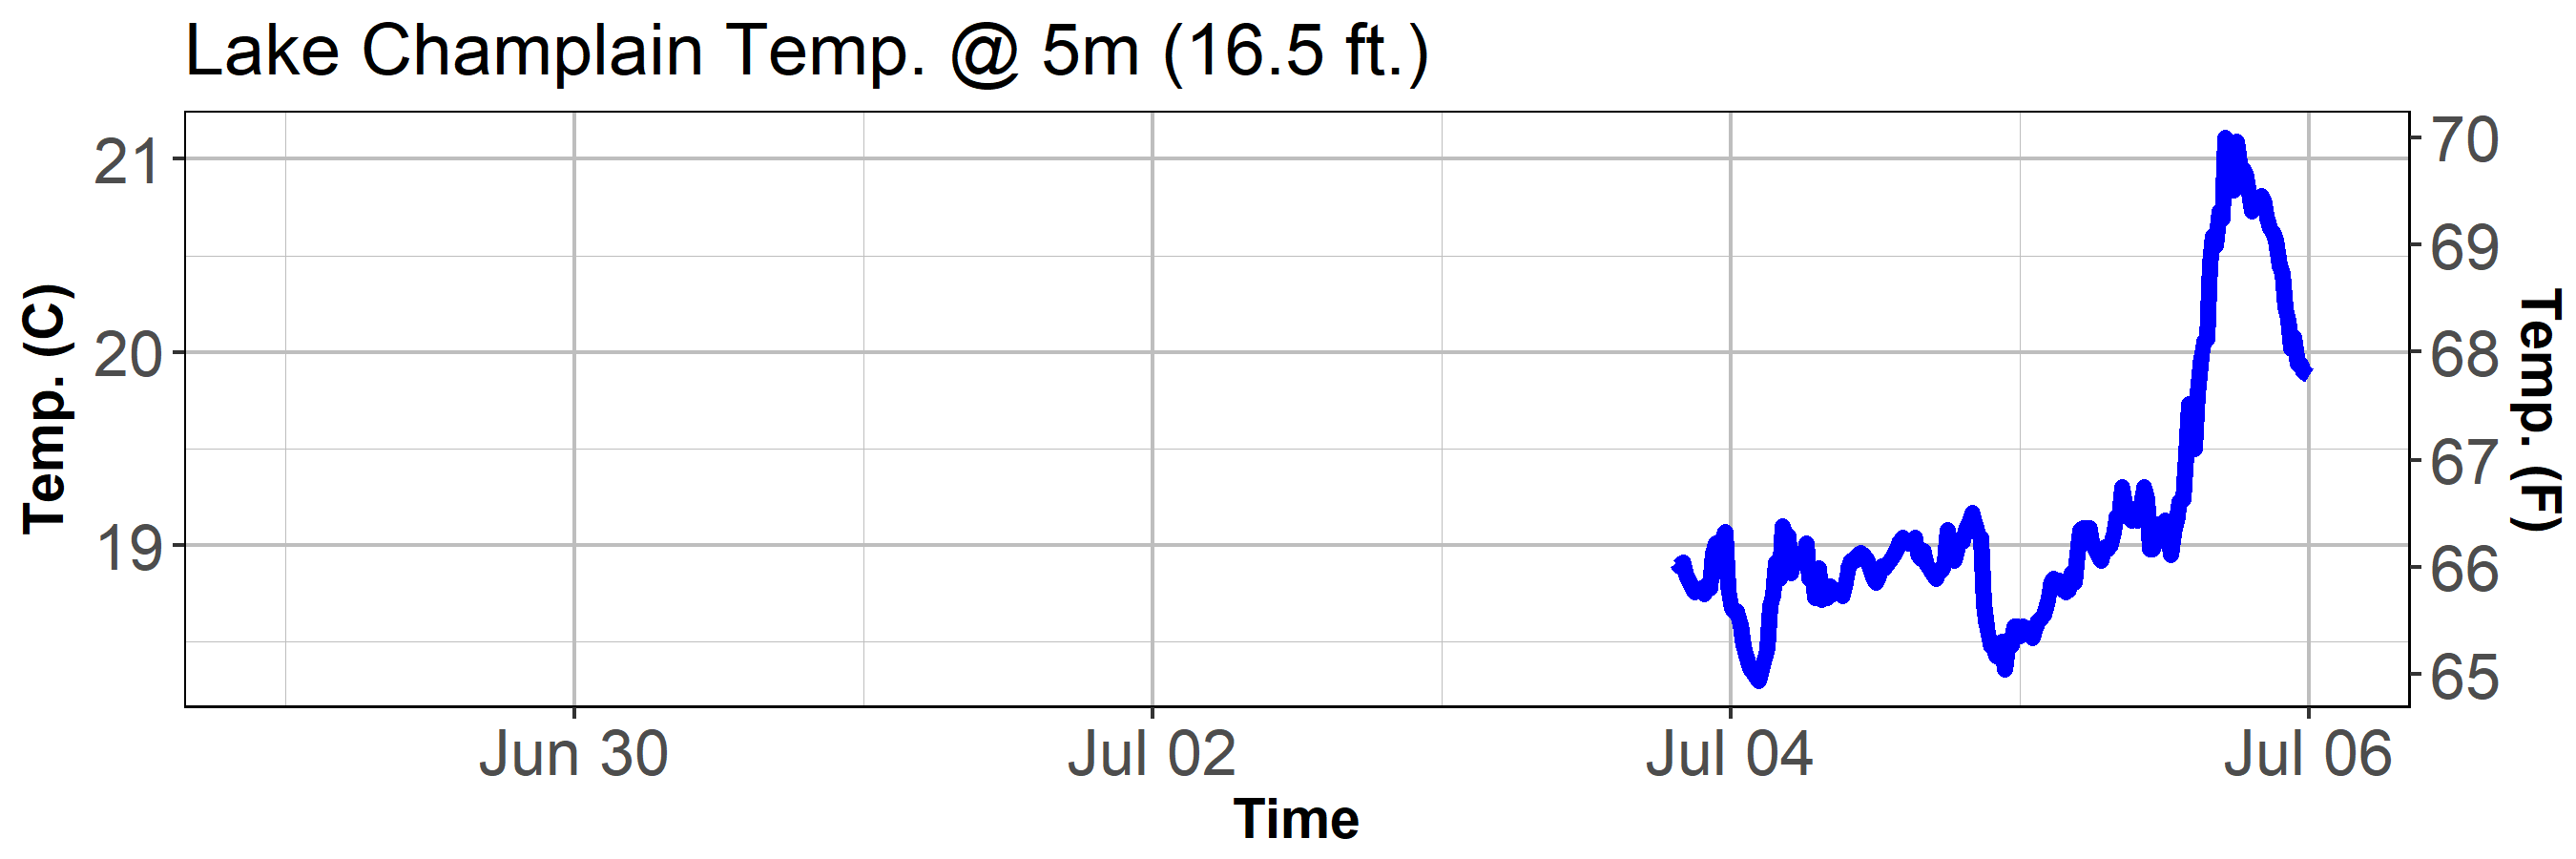 Lake Champlain Temp. @ 5m (16.5 ft.)
Temp. (C)
21
20
19
70
69
68
67
66
65
Temp. (F)
Jun 30
Jul 02
Jul 04
Jul 06
Time